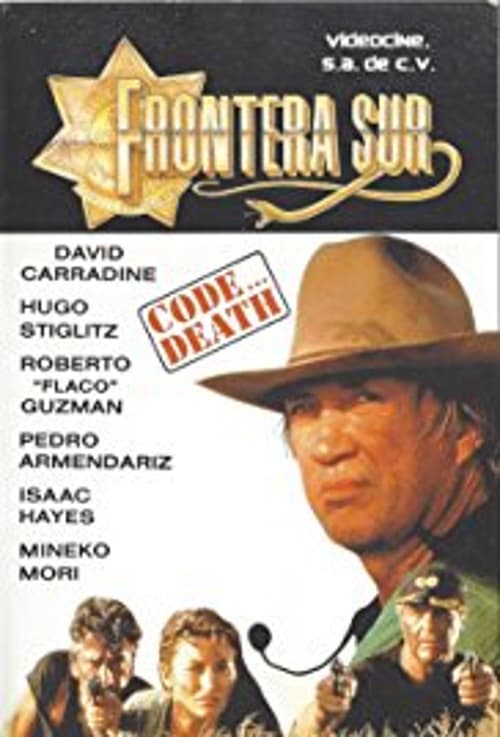 videocine.
s.a. de c.v.
FRONTERA SUR
DAVID
CARRADINE
HUGO
STIGLITZ
ROBERTO
"FLACO"
GUZMAN
PEDRO
ARMENDARIZ
ISAAC
HAYES
MINEKO
MORI
CODE...
DEATH